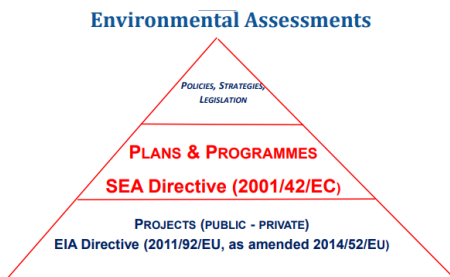 Environmental Assessments
POLICIES, STRATEGIES,
LEGISLATION
PLANS & PROGRAMMES
SEA Directive (2001/42/EC)
PROJECTS (PUBLIC - PRIVATE)
EIA Directive (2011/92/EU, as amended 2014/52/EU)